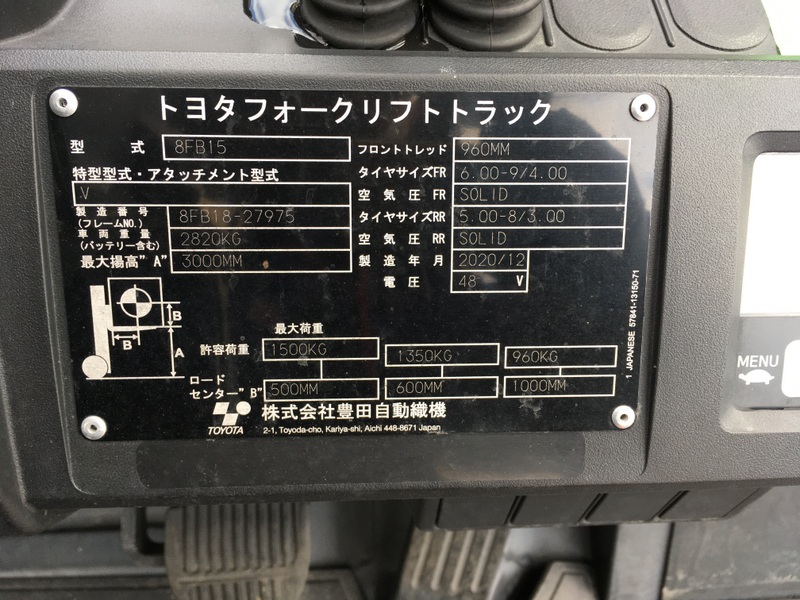 トヨタフォークリフトトラック
型 式 8FB15 フロントトレッド 960MM
特型型式・アタッチメント型式 タイヤサイズFR 6.00-9/4.00
V 空気圧FR SOLID
製造番号 (フレームNO.) 8FB18-27975 タイヤサイズRR 5.00-8/3.00
車両重量 (バッテリー含む) 2820KG 空気圧RR SOLID
最大揚高"A" 3000MM 製造年月 2020/12
電圧 48 V
B
B
A
最大荷重
許容荷重 1500KG 1350KG 960KG
ロードセンター"B" 500MM 600MM 1000MM
TOYOTA 株式会社豊田自動織機
2-1, Toyoda-cho, Kariya-shi, Aichi 448-8671 Japan
1 JAPANESE 57841-13150-71
MENU